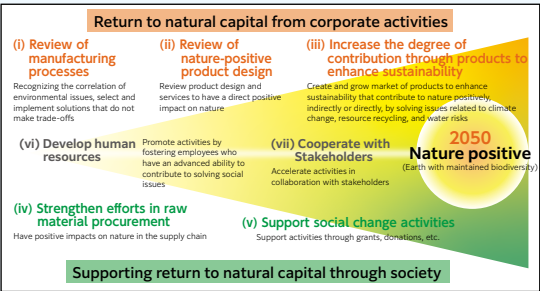 Return to natural capital from corporate activities
(i) Review of
manufacturing
processes
Recognizing the correlation of
environmental issues, select and
implement solutions that do not
make trade-offs
(ii) Review of
nature-positive
product design
Review product design and
services to have a direct positive
impact on nature
(iii) Increase the degree of
contribution through products to
enhance sustainability
Create and grow market of products to enhance
sustainability that contribute to nature positively,
indirectly or directly, by solving issues related to climate
change, resource recycling, and water risks
(vi) Develop human
resources
Promote activities by
fostering employees who
have an advanced ability to
contribute to solving social
issues
(vii) Cooperate with
Stakeholders
Accelerate activities in
collaboration with stakeholders
2050
Nature positive
(Earth with maintained biodiversity)
(iv) Strengthen efforts in raw
material procurement
Have positive impacts on nature in the supply chain
(v) Support social change activities
Support activities through grants, donations, etc.
Supporting return to natural capital through society